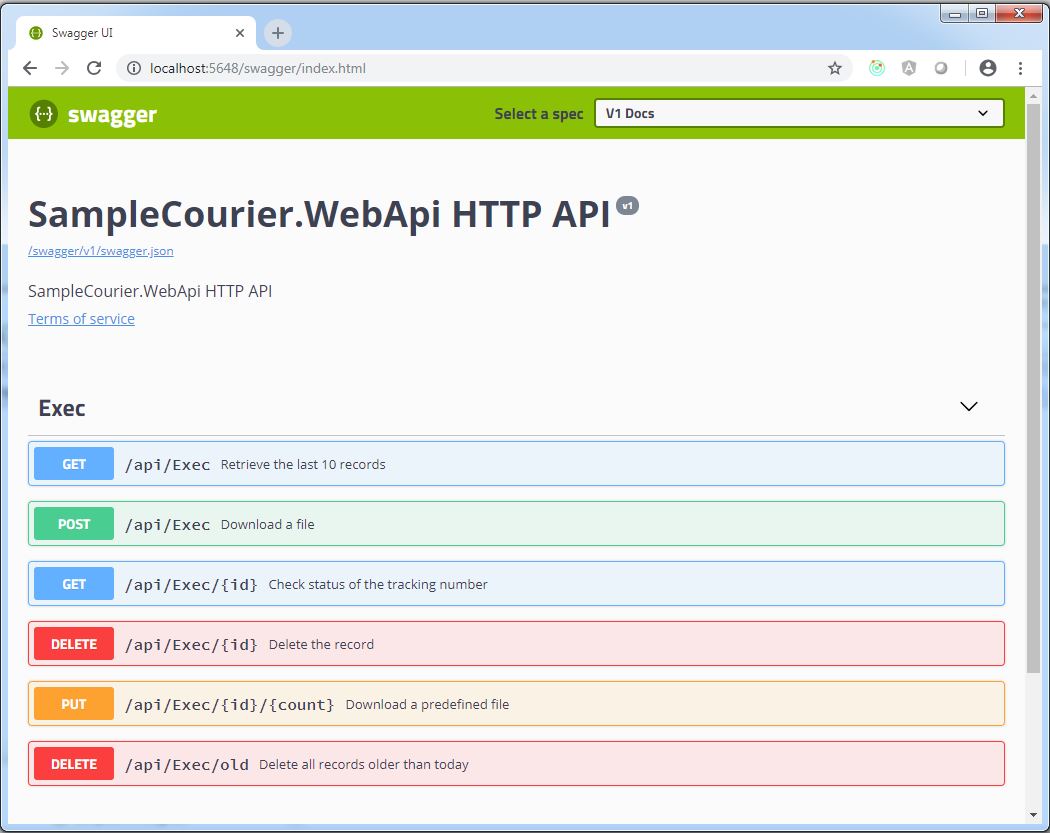 Swagger UI
localhost:5648/swagger/index.html
{··} swagger
Select a spec
V1 Docs
SampleCourier.WebApi HTTP API v1
/swagger/v1/swagger.json
SampleCourier.WebApi HTTP API
Terms of service
Exec
GET /api/Exec Retrieve the last 10 records
POST /api/Exec Download a file
GET /api/Exec/{id} Check status of the tracking number
DELETE /api/Exec/{id} Delete the record
PUT /api/Exec/{id}/{count} Download a predefined file
DELETE /api/Exec/old Delete all records older than today